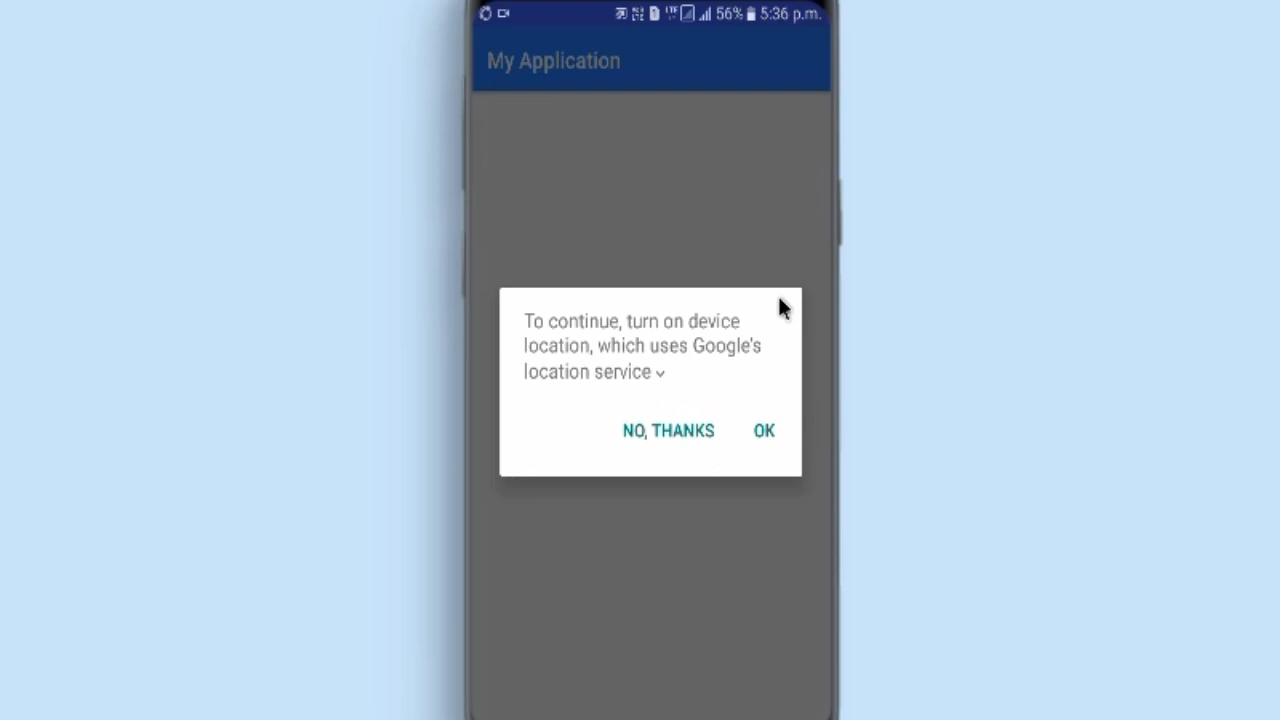 56% 5:36 p.m.
My Application
To continue, turn on device
location, which uses Google's
location service
NO, THANKS OK